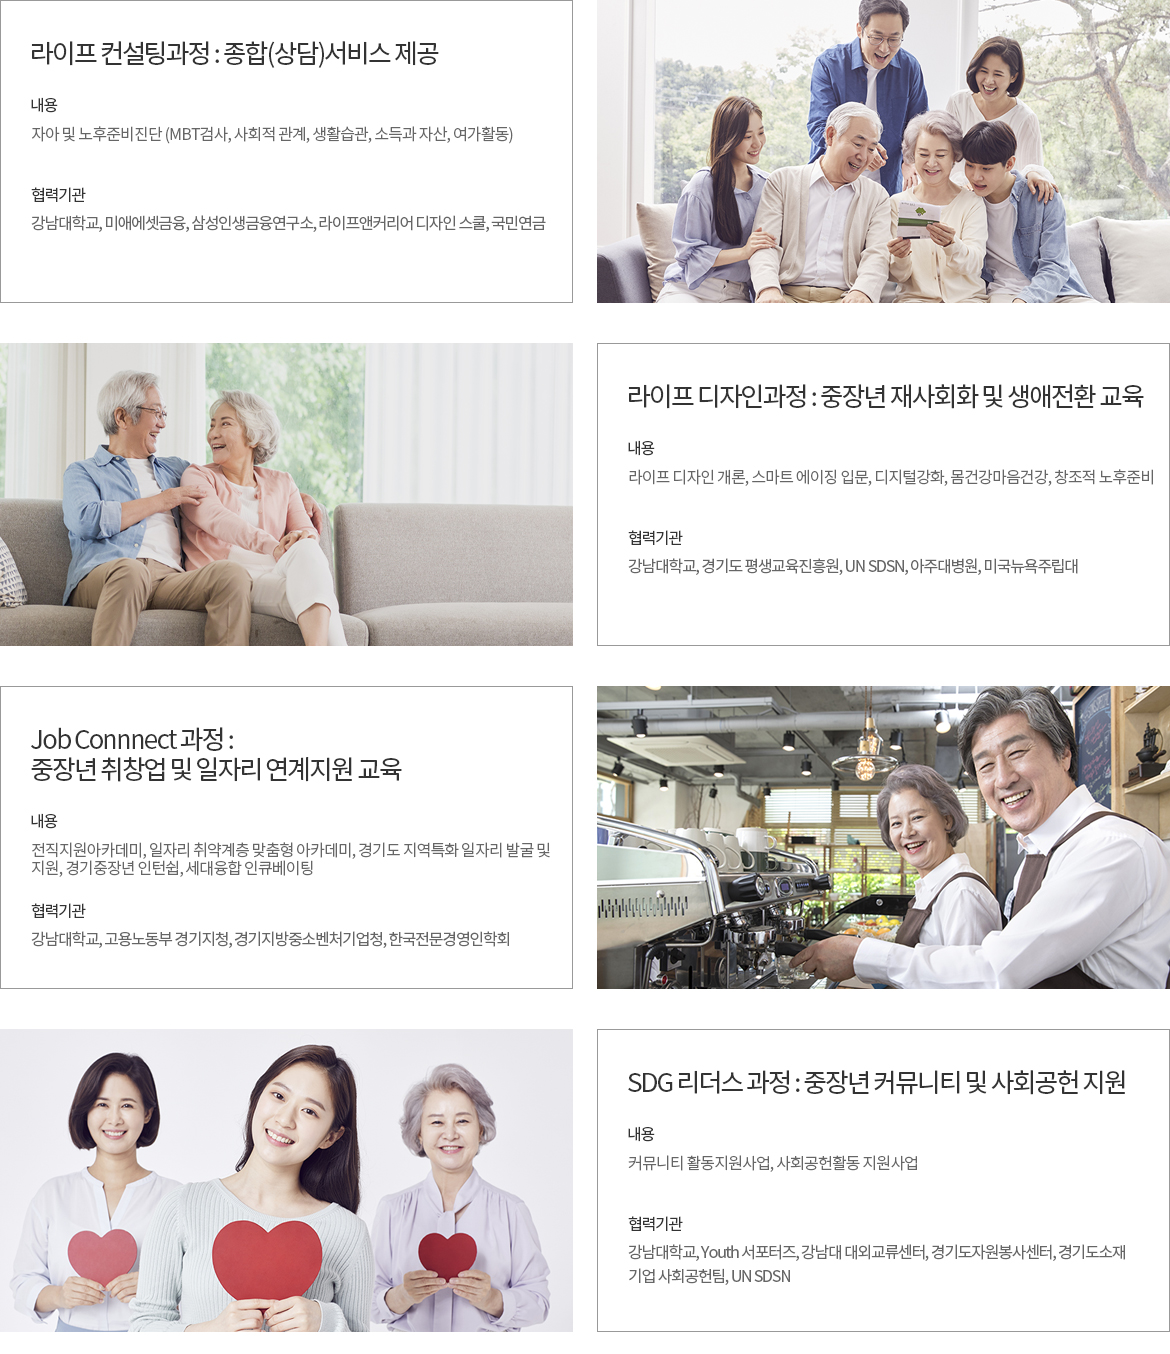 라이프 컨설팅과정 : 종합(상담)서비스 제공
내용
자아 및 노후준비진단 (MBT검사, 사회적 관계, 생활습관, 소득과 자산, 여가활동)
협력기관
강남대학교, 미애에셋금융, 삼성인생금융연구소, 라이프앤커리어 디자인 스쿨, 국민연금
라이프 디자인과정 : 중장년 재사회화 및 생애전환 교육
내용
라이프 디자인 개론, 스마트 에이징 입문, 디지털강화, 몸건강마음건강, 창조적 노후준비
협력기관
강남대학교, 경기도 평생교육진흥원, UN SDSN, 아주대병원, 미국뉴욕주립대
Job Connnect 과정 :
중장년 취창업 및 일자리 연계지원 교육
내용
전직지원아카데미, 일자리 취약계층 맞춤형 아카데미, 경기도 지역특화 일자리 발굴 및
지원, 경기중장년 인턴쉽, 세대융합 인큐베이팅
협력기관
강남대학교, 고용노동부 경기지청, 경기지방중소벤처기업청, 한국전문경영인학회
SDG 리더스 과정 : 중장년 커뮤니티 및 사회공헌 지원
내용
커뮤니티 활동지원사업, 사회공헌활동 지원사업
협력기관
강남대학교, Youth 서포터즈, 강남대 대외교류센터, 경기도자원봉사센터, 경기도소재
기업 사회공헌팀, UN SDSN